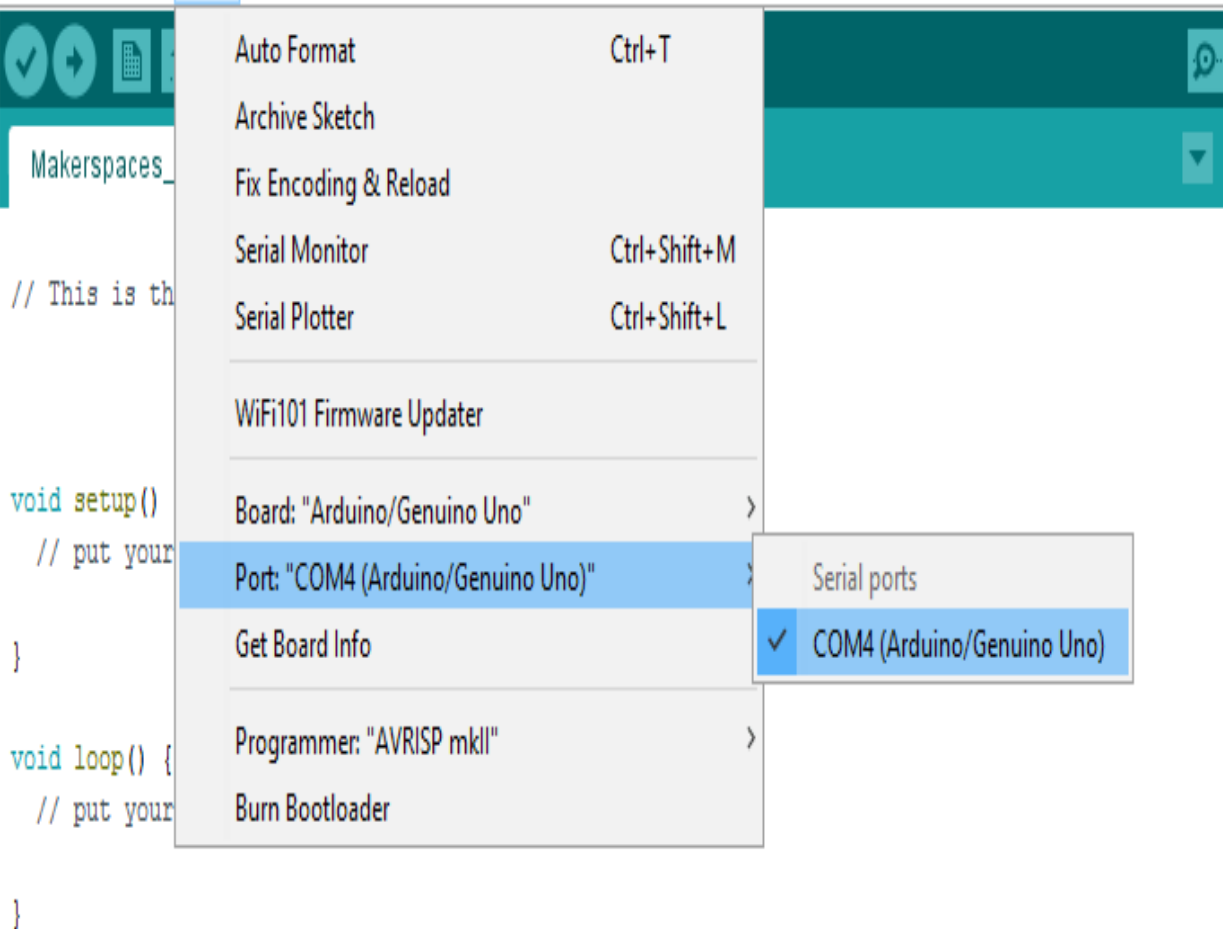 Makerspaces_
// This is th
void setup()
// put your
}
void loop() {
// put your
}
Auto Format Ctrl+T
Archive Sketch
Fix Encoding & Reload
Serial Monitor Ctrl+Shift+M
Serial Plotter Ctrl+Shift+L
WiFi101 Firmware Updater
Board: "Arduino/Genuino Uno"
Port: "COM4 (Arduino/Genuino Uno)"
Get Board Info
Programmer: "AVRISP mkII"
Burn Bootloader
Serial ports
COM4 (Arduino/Genuino Uno)